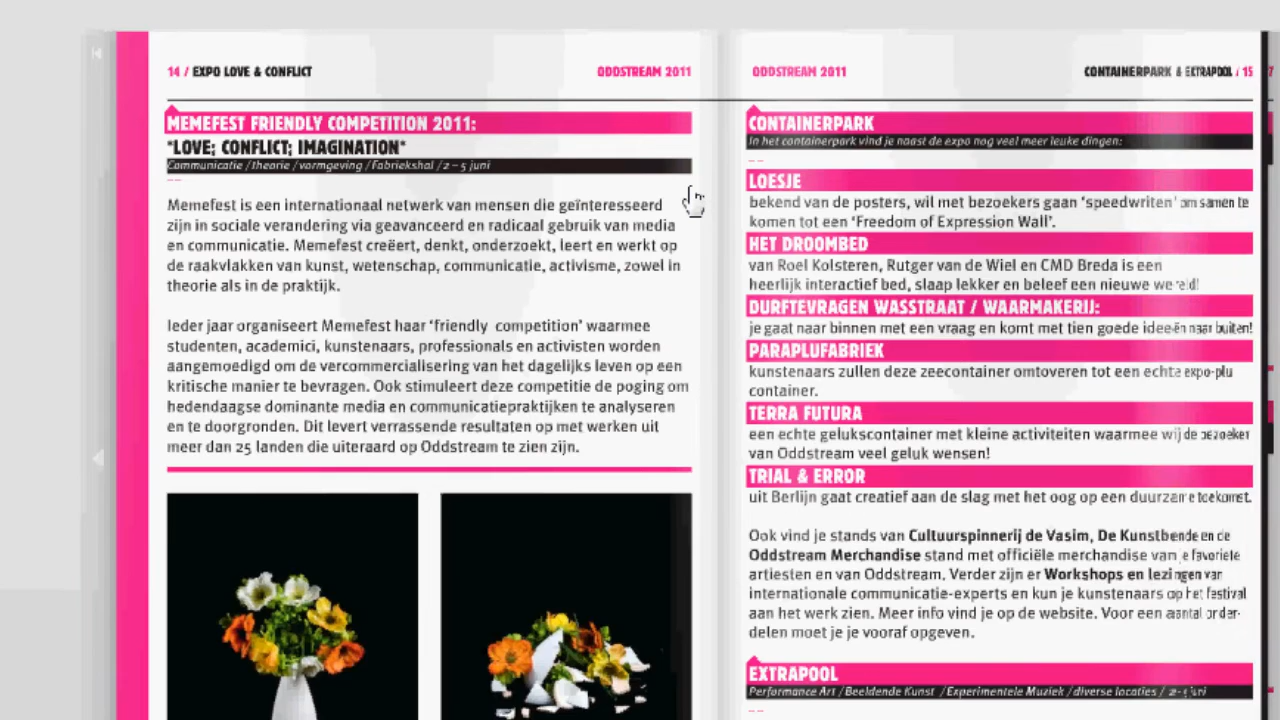 14 / EXPO LOVE & CONFLICT
ODDSTREAM 2011
MEMEFEST FRIENDLY COMPETITION 2011:
"LOVE; CONFLICT; IMAGINATION"
Communicatie / theorie / vormgeving / Fabriekshal / 2 – 5 juni
Memefest is een internationaal netwerk van mensen die geïnteresseerd
zijn in sociale verandering via geavanceerd en radicaal gebruik van media
en communicatie. Memefest creëert, denkt, onderzoekt, leert en werkt op
de raakvlakken van kunst, wetenschap, communicatie, activisme, zowel in
theorie als in de praktijk.
Ieder jaar organiseert Memefest haar 'friendly competition' waarmee
studenten, academici, kunstenaars, professionals en activisten worden
aangemoedigd om de vercommercialisering van het dagelijks leven op een
kritische manier te bevragen. Ook stimuleert deze competitie de poging om
hedendaagse dominante media en communicatiepraktijken te analyseren
en te doorgronden. Dit levert verrassende resultaten op met werken uit
meer dan 25 landen die uiteraard op Oddstream te zien zijn.
ODDSTREAM 2011
CONTAINERPARK & EXTRAPOOL / 15
CONTAINERPARK
In het containerpark vind je naast de expo nog veel meer leuke dingen:
LOESJE
bekend van de posters, wil met bezoekers gaan 'speedwriten' om samen te
komen tot een 'Freedom of Expression Wall'.
HET DROOMBED
van Roel Kolsteren, Rutger van de Wiel en CMD Breda is een
heerlijk interactief bed, slaap lekker en beleef een nieuwe wereld!
DURFTEVRAGEN WASSTRAAT / WAARMAKERIJ:
je gaat naar binnen met een vraag en komt met tien goede ideeën naar buiten!
PARAPLUFABRIEK
kunstenaars zullen deze zeecontainer omtoveren tot een echte expo-plu
container.
TERRA FUTURA
een echte gelukscontainer met kleine activiteiten waarmee wij de bezoeker
van Oddstream veel geluk wensen!
TRIAL & ERROR
uit Berlijn gaat creatief aan de slag met het oog op een duurzame toekomst.
Ook vind je stands van Cultuurspinnerij de Vasim, De Kunstbende en de
Oddstream Merchandise stand met officiële merchandise van je favoriete
artiesten en van Oddstream. Verder zijn er Workshops en lezingen van
internationale communicatie-experts en kun je kunstenaars op het festival
aan het werk zien. Meer info vind je op de website. Voor een aantal onder-
delen moet je je vooraf opgeven.
EXTRAPOOL
Performance Art / Beeldende Kunst / Experimentele Muziek / diverse locaties / 2 - 5 juni